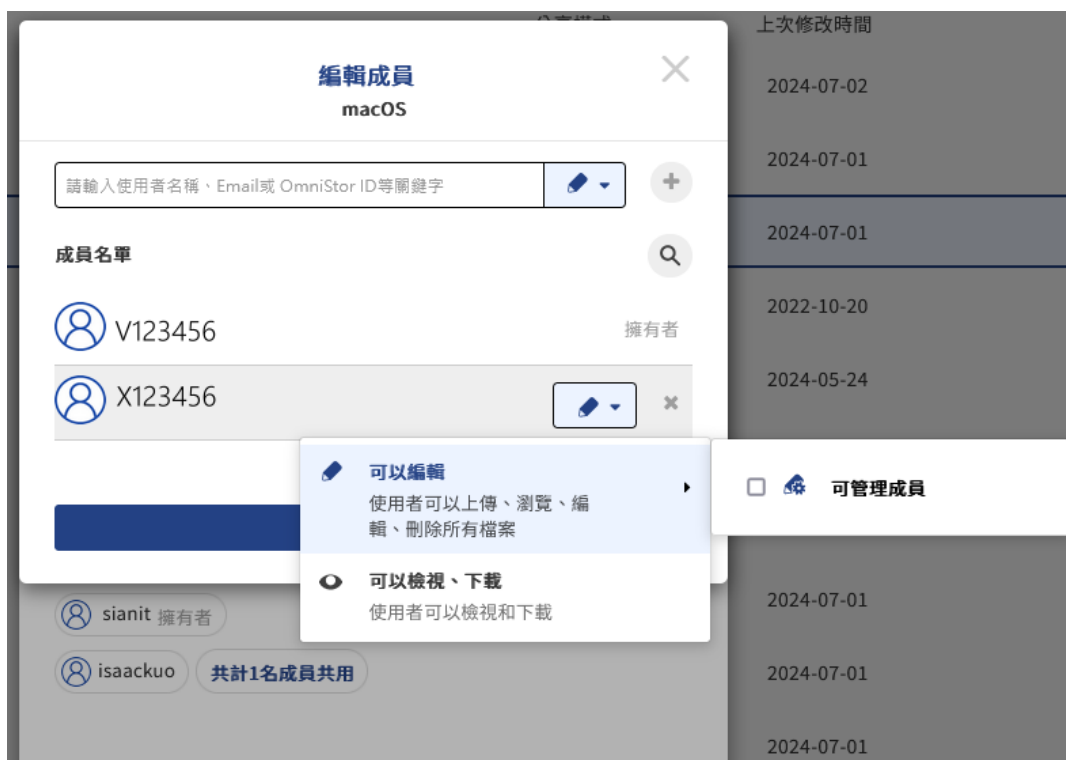 上次修改時間
編輯成員
macOS
2024-07-02
2024-07-01
請輸入使用者名稱、Email或 OmniStor ID等關鍵字
2024-07-01
成員名單
2022-10-20
V123456
擁有者
2024-05-24
X123456
可以編輯
使用者可以上傳、瀏覽、編
輯、刪除所有檔案
可管理成員
可以檢視、下載
使用者可以檢視和下載
sianit 擁有者
2024-07-01
isaackuo
共計1名成員共用
2024-07-01
2024-07-01